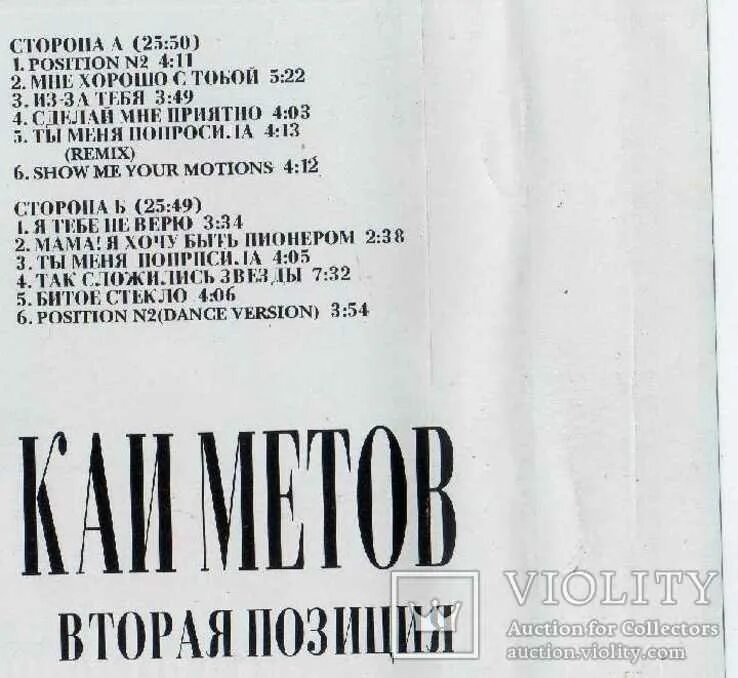 СТОРОНА А (25:50)
1. POSITION N2 4:11
2. МНЕ ХОРОШО С ТОБОЙ 5:22
3. ИЗ-ЗА ТЕБЯ 3:49
4. СДЕЛАЙ МНЕ ПРИЯТНО 4:03
5. ТЫ МЕНЯ ПОПРОСИЛА 4:13
(REMIX)
6. SHOW ME YOUR MOTIONS 4:12
СТОРОНА Б (25:49)
1. Я ТЕБЕ НЕ ВЕРЮ 3:34
2. МАМА! Я ХОЧУ БЫТЬ ПИОНЕРОМ 2:38
3. ТЫ МЕНЯ ПОПРПСИЛА 4:05
4. ТАК СЛОЖИЛИСЬ ЗВЕЗДЫ 7:32
5. БИТОЕ СТЕКЛО 4:06
6. POSITION N2(DANCE VERSION) 3:54
КАИ МЕТОВ
ВТОРАЯ ПОЗИЦИЯ
VIOLITY
Auction for Collectors
auction.violity.com